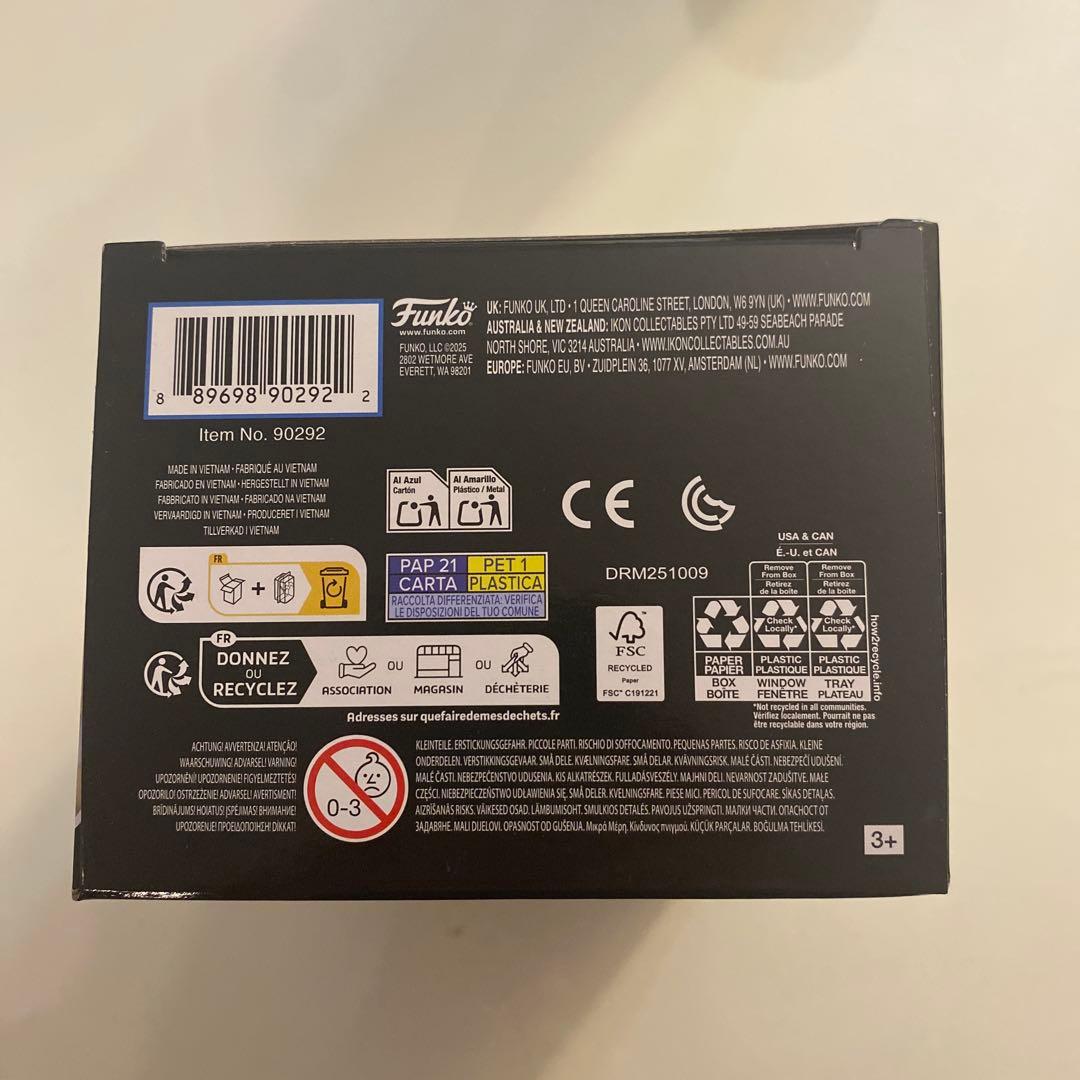 8 89698 90292 2
Item No. 90292
Funko
www.funko.com
FUNKO, LLC ©2025
2802 WETMORE AVE
EVERETT, WA 98201
UK: FUNKO UK, LTD • 1 QUEEN CAROLINE STREET, LONDON, W6 9YN (UK) • WWW.FUNKO.COM
AUSTRALIA & NEW ZEALAND: IKON COLLECTABLES PTY LTD 49-59 SEABEACH PARADE
NORTH SHORE, VIC 3214 AUSTRALIA • WWW.IKONCOLLECTABLES.COM.AU
EUROPE: FUNKO EU, BV • ZUIDPLEIN 36, 1077 XV, AMSTERDAM (NL) • WWW.FUNKO.COM
MADE IN VIETNAM • FABRIQUÉ AU VIETNAM
FABRICADO EN VIETNAM • HERGESTELLT IN VIETNAM
FABBRICATO IN VIETNAM • FABRICADO NA VIETNAM
VERVAARDIGD IN VIETNAM • PRODUCERET I VIETNAM
TILLVERKAD I VIETNAM
Al Azul
Cartón
Al Amarillo
Plástico / Metal
CE
FR
+
PAP 21
CARTA
PET 1
PLASTICA
RACCOLTA DIFFERENZIATA: VERIFICA
LE DISPOSIZIONI DEL TUO COMUNE
DRM251009
FSC
RECYCLED
Paper
FSC® C191221
USA & CAN
É.-U. et CAN
Remove
From Box
Retirez
de la boîte
Remove
From Box
Retirez
de la boîte
Check
Locally*
Check
Locally*
PAPER
PAPIER
BOX
BOÎTE
PLASTIC
PLASTIQUE
WINDOW
FENÊTRE
PLASTIC
PLASTIQUE
TRAY
PLATEAU
how2recycle.info
*Not recycled in all communities.
Vérifiez localement. Pourrait ne pas
être recyclable dans votre région.
FR
DONNEZ
OU
RECYCLEZ
ASSOCIATION
OU
MAGASIN
OU
DÉCHÈTERIE
Adresses sur quefairedemesdechets.fr
ACHTUNG! AVVERTENZA! ATENÇÃO!
WAARSCHUWING! ADVARSEL! VARNING!
UPOZORNĚNÍ! UPOZORNENIE! FIGYELMEZTETÉS!
OPOZORILO! OSTRZEŻENIE! ADVARSEL! AVERTISMENT!
BRĪDINĀJUMS! HOIATUS! ĮSPĖJIMAS! ВНИМАНИЕ!
UPOZORENJE! ΠΡΟΕΙΔΟΠΟΙΗΣΗ! DİKKAT!
0-3
KLEINTEILE. ERSTICKUNGSGEFAHR. PICCOLE PARTI. RISCHIO DI SOFFOCAMENTO. PEQUENAS PARTES. RISCO DE ASFIXIA. KLEINE
ONDERDELEN. VERSTIKKINGSGEVAAR. SMÅ DELE. KVÆLNINGSFARE. SMÅ DELAR. KVÄVNINGSRISK. MALÉ ČÁSTI. NEBEZPEČÍ UDUŠENÍ.
MALÉ ČASTI. NEBEZPEČENSTVO UDUSENIA. KIS ALKATRÉSZEK. FULLADÁSVESZÉLY. MAJHNI DELI. NEVARNOST ZADUŠITVE. MAŁE
CZĘŚCI. NIEBEZPIECZEŃSTWO UDŁAWIENIA SIĘ. SMÅ DELER. KVELNINGSFARE. PIESE MICI. PERICOL DE SUFOCARE. SĪKAS DETAĻAS.
AIZRĪŠANĀS RISKS. VÄIKESED OSAD. LÄMBUMISOHT. SMULKIOS DETALĖS. PAVOJUS UŽSPRINGTI. МАЛКИ ЧАСТИ. ОПАСНОСТ ОТ
ЗАДАВЯНЕ. MALI DIJELOVI. OPASNOST OD GUŠENJA. Μικρά Μέρη. Κίνδυνος πνιγμού. KÜÇÜK PARÇALAR. BOĞULMA TEHLİKESİ.
3+